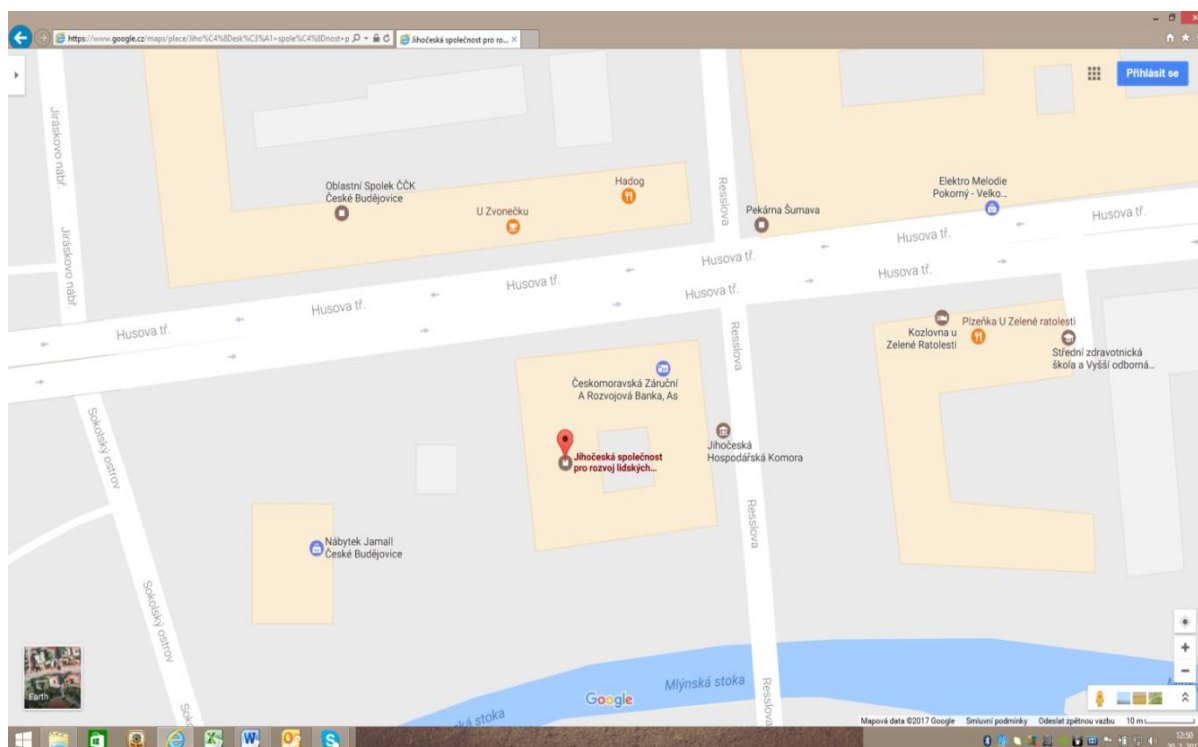 https://www.google.cz/maps/place/Jiho%C4%8Desk%C3%A1+spole%C4%8Dnost+p
Jihočeská společnost pro ro...
Přihlásit se
Jiráskovo nábř.
Jiráskovo nábř.
Oblastní Spolek ČČK
České Budějovice
U Zvonečku
Hadog
Resslova
Pekárna Šumava
Elektro Melodie
Pokorný - Velko...
Husova tř.
Husova tř.
Husova tř.
Husova tř.
Husova tř.
Husova tř.
Husova tř.
Husova tř.
Resslova
Kozlovna u
Zelené Ratolesti
Plzeňka U Zelené ratolesti
Střední zdravotnická
škola a Vyšší odborná...
Českomoravská Záruční
A Rozvojová Banka, As
Sokolský ostrov
Jihočeská společnost
pro rozvoj lidských...
Jihočeská
Hospodářská Komora
Resslova
Nábytek Jamall
České Budějovice
Sokolský ostrov
Earth
Google
Mlýnská stoka
Resslova
Mapová data ©2017 Google Smluvní podmínky Odeslat zpětnou vazbu 10 m
12:50